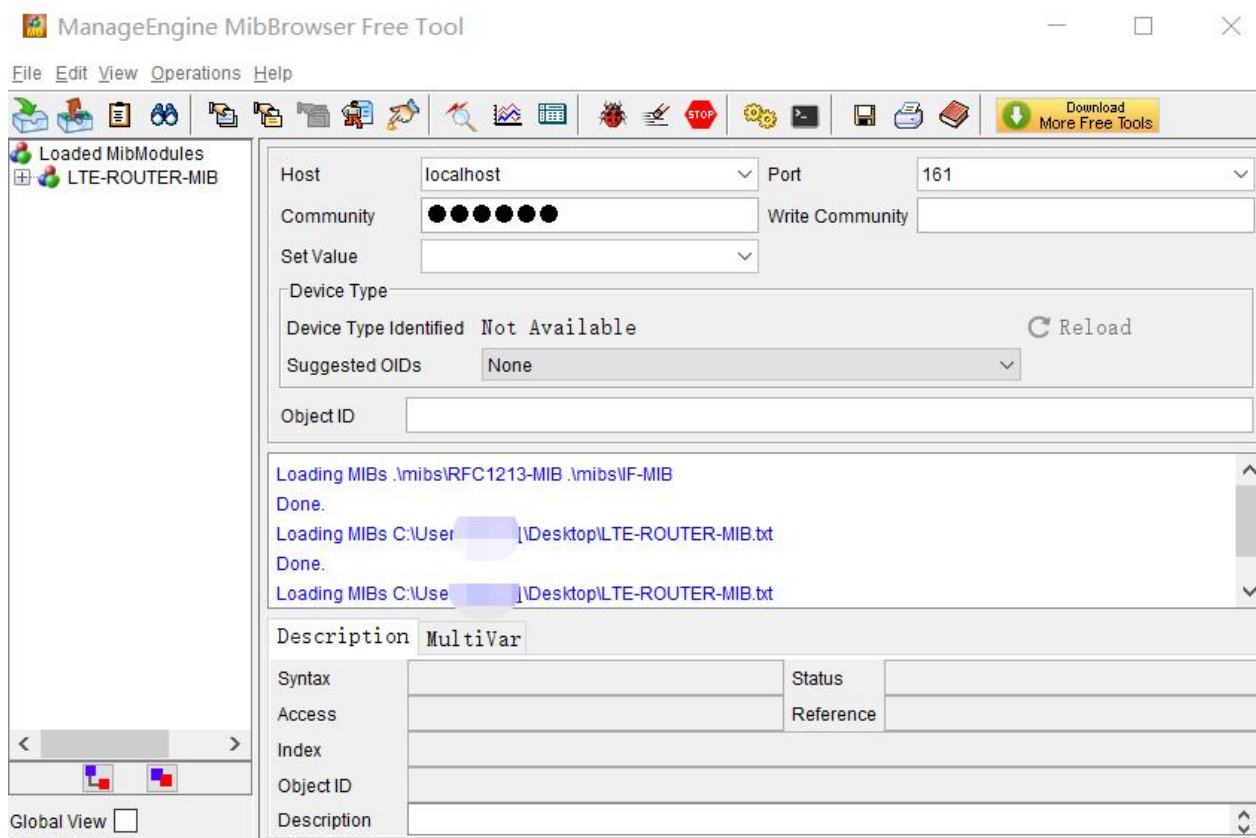 ManageEngine MibBrowser Free Tool
File Edit View Operations Help
STOP
Download
More Free Tools
Loaded MibModules
LTE-ROUTER-MIB
Host localhost Port 161
Community ●●●●●● Write Community
Set Value
Device Type
Device Type Identified Not Available Reload
Suggested OIDs None
Object ID
Loading MIBs .\mibs\RFC1213-MIB .\mibs\IF-MIB
Done.
Loading MIBs C:\User \Desktop\LTE-ROUTER-MIB.txt
Done.
Loading MIBs C:\Use \Desktop\LTE-ROUTER-MIB.txt
Description MultiVar
Syntax Status
Access Reference
Index
Object ID
Global View Description